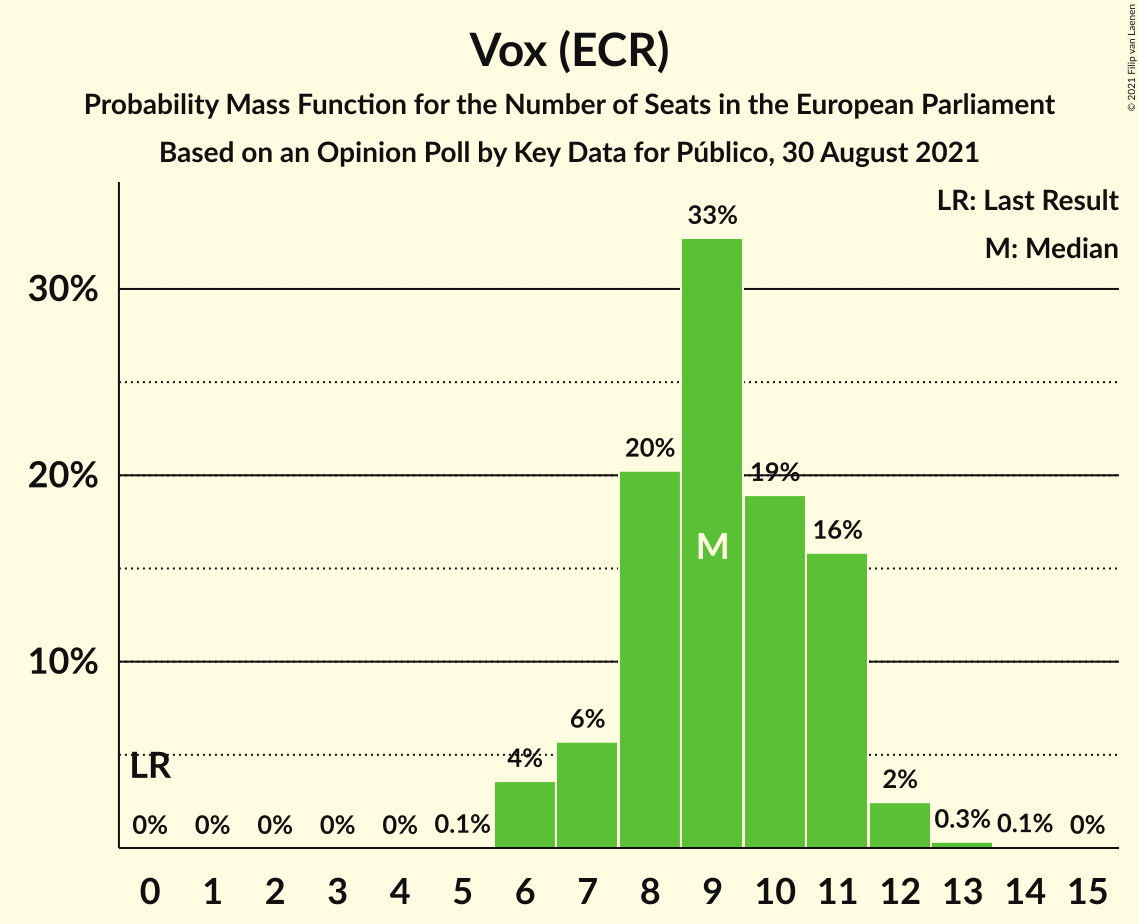 Vox (ECR)
Probability Mass Function for the Number of Seats in the European Parliament
Based on an Opinion Poll by Key Data for Público, 30 August 2021
© 2021 Filip van Laenen
LR: Last Result
M: Median
30%
20%
10%
33%
20%
19%
16%
6%
4%
2%
M
LR
0% 0% 0% 0% 0% 0.1% 0.3% 0.1% 0%
0 1 2 3 4 5 6 7 8 9 10 11 12 13 14 15